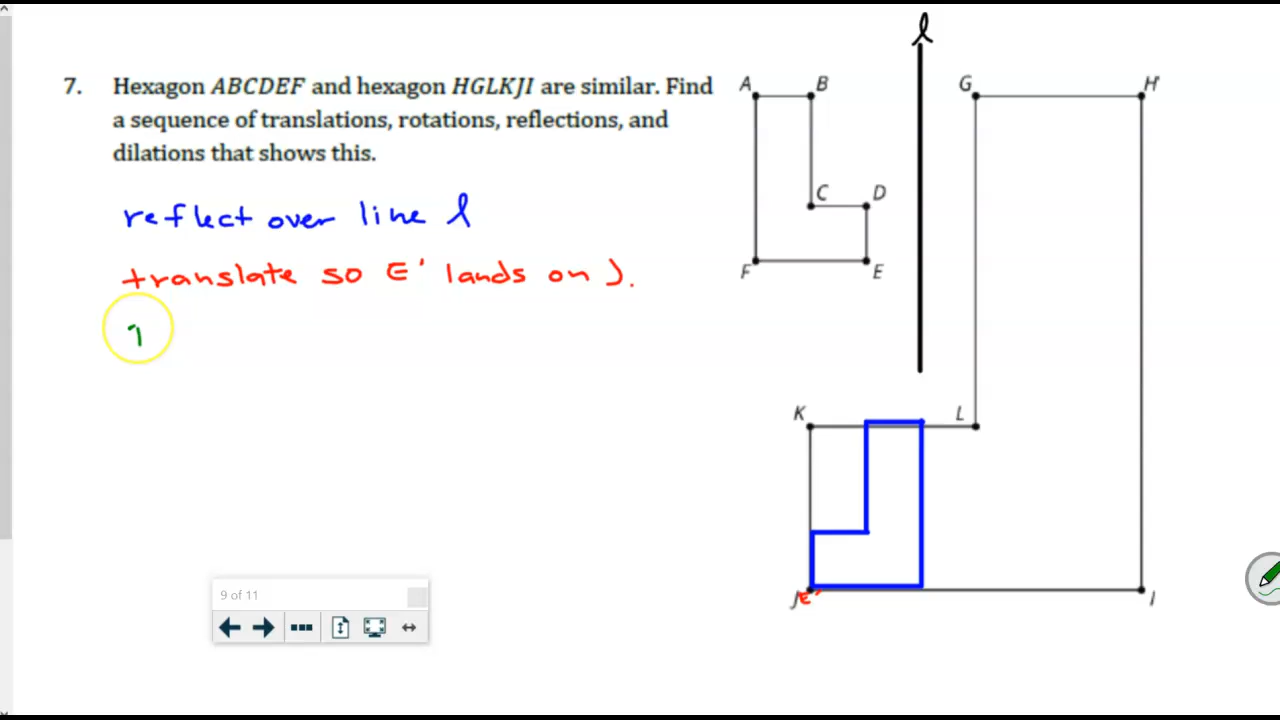 7. Hexagon ABCDEF and hexagon HGLKJI are similar. Find
a sequence of translations, rotations, reflections, and
dilations that shows this.
reflect over line l
translate so E' lands on J.
l
A B G H
C D
F E
K L
J E' I
9 of 11